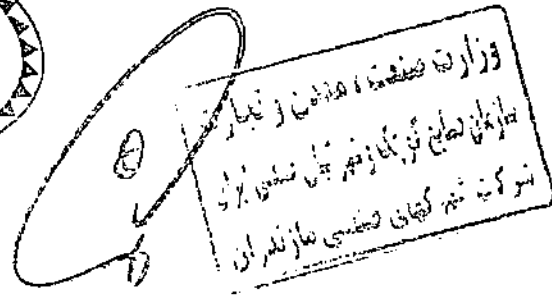 وزارت صنعت، معدن و تجارت
سازمان صنایع کوچک و شهرکهای صنعتی ایران
شرکت شهرکهای صنعتی مازندران